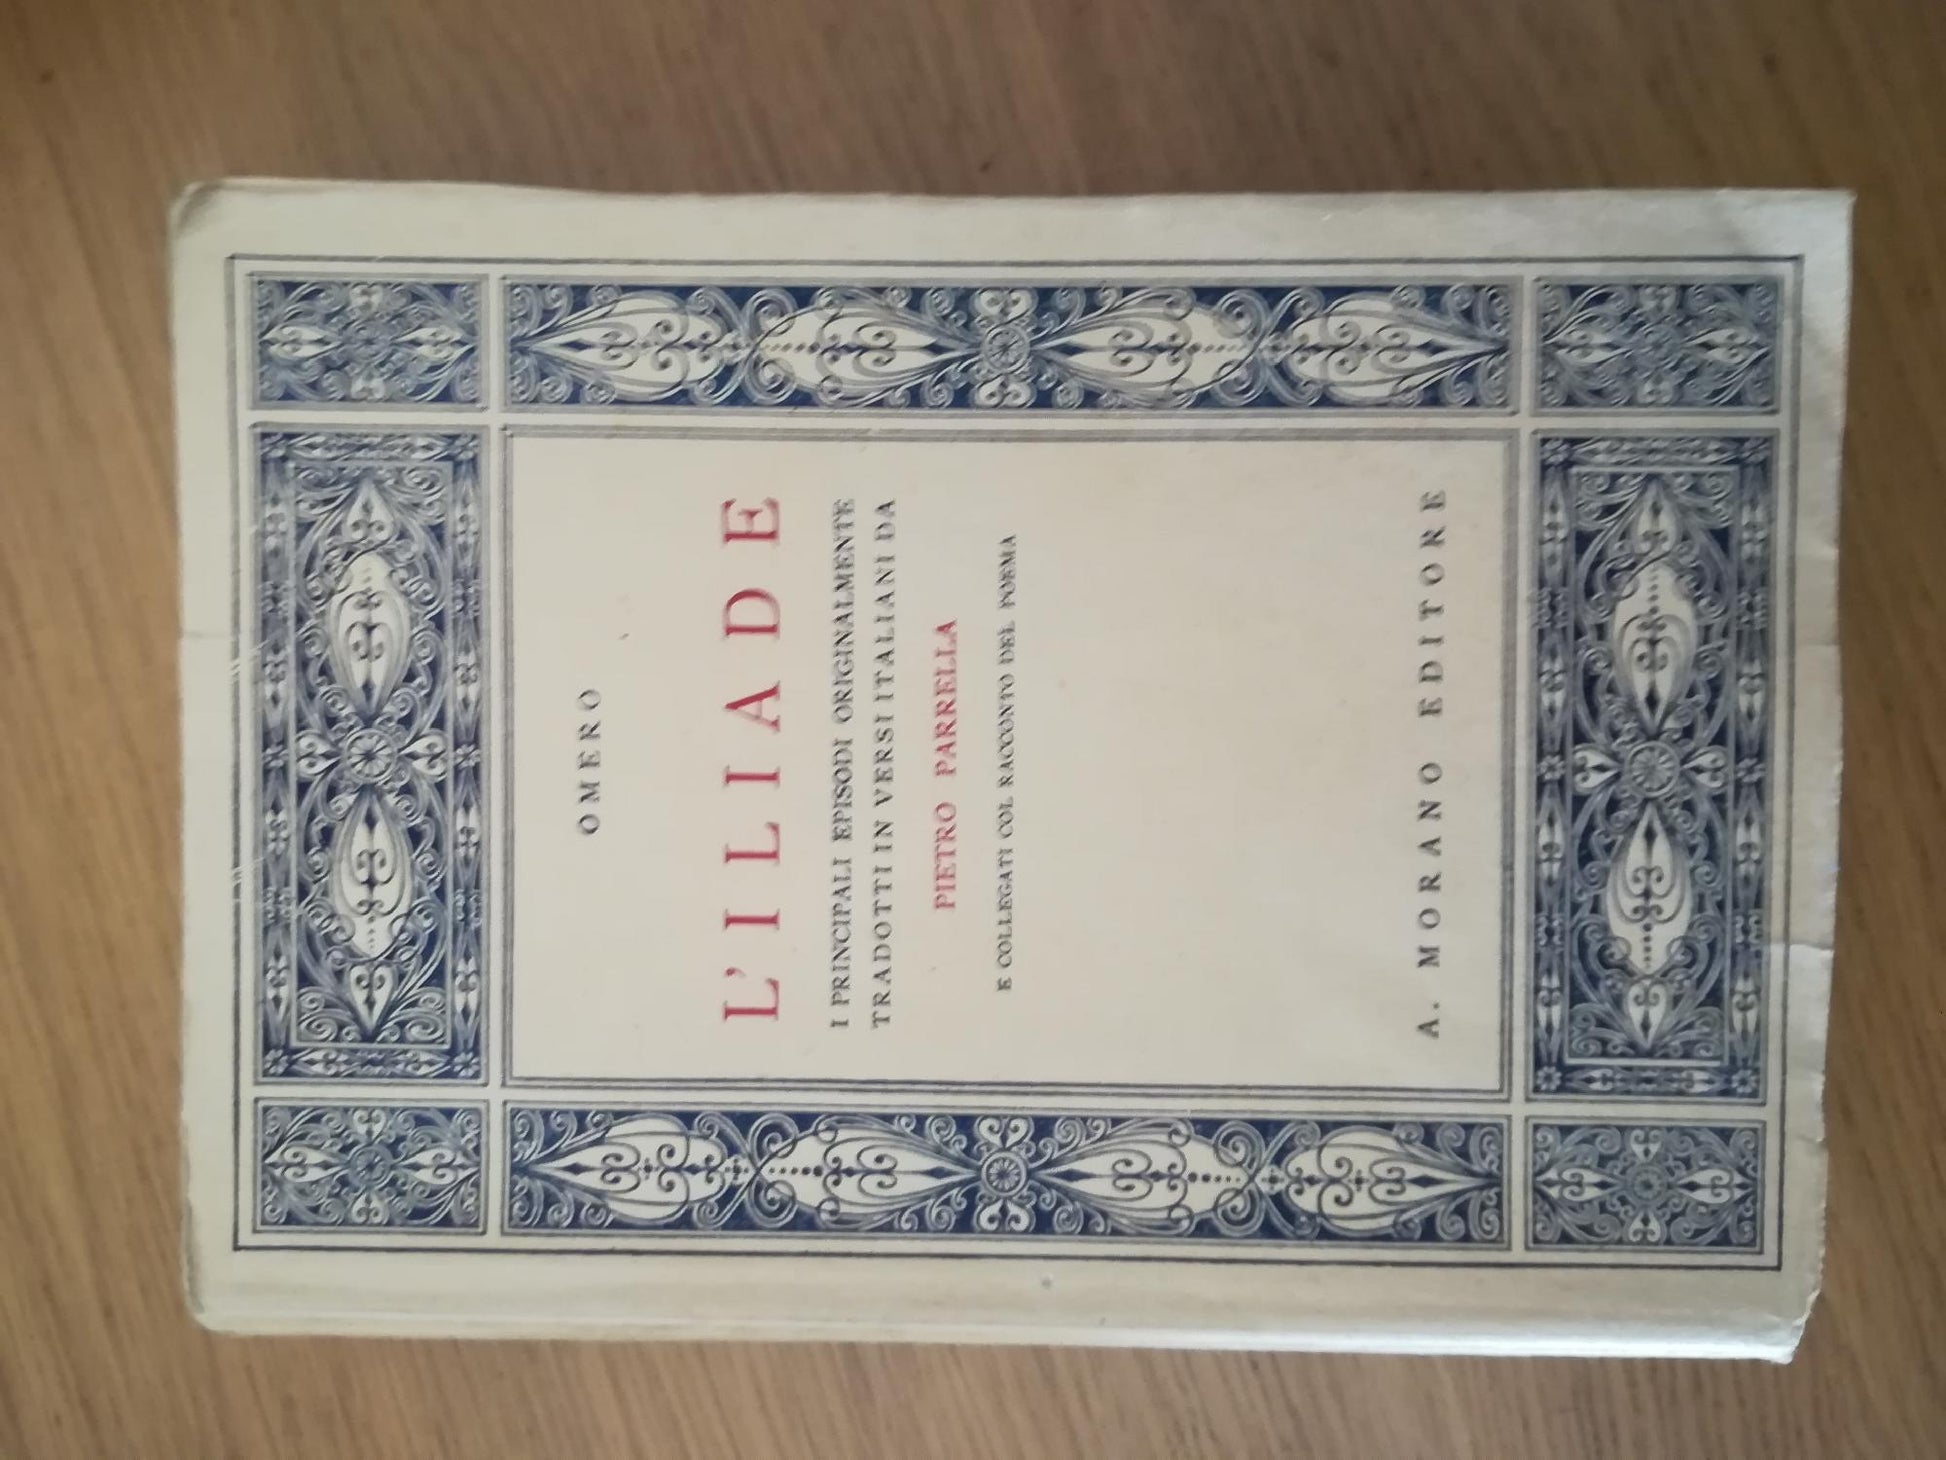 OMERO
L'ILIADE
I PRINCIPALI EPISODI ORIGINALMENTE
TRADOTTI IN VERSI ITALIANI DA
PIETRO PARRELLA
E COLLEGATI COL RACCONTO DEL POEMA
A. MORANO EDITORE